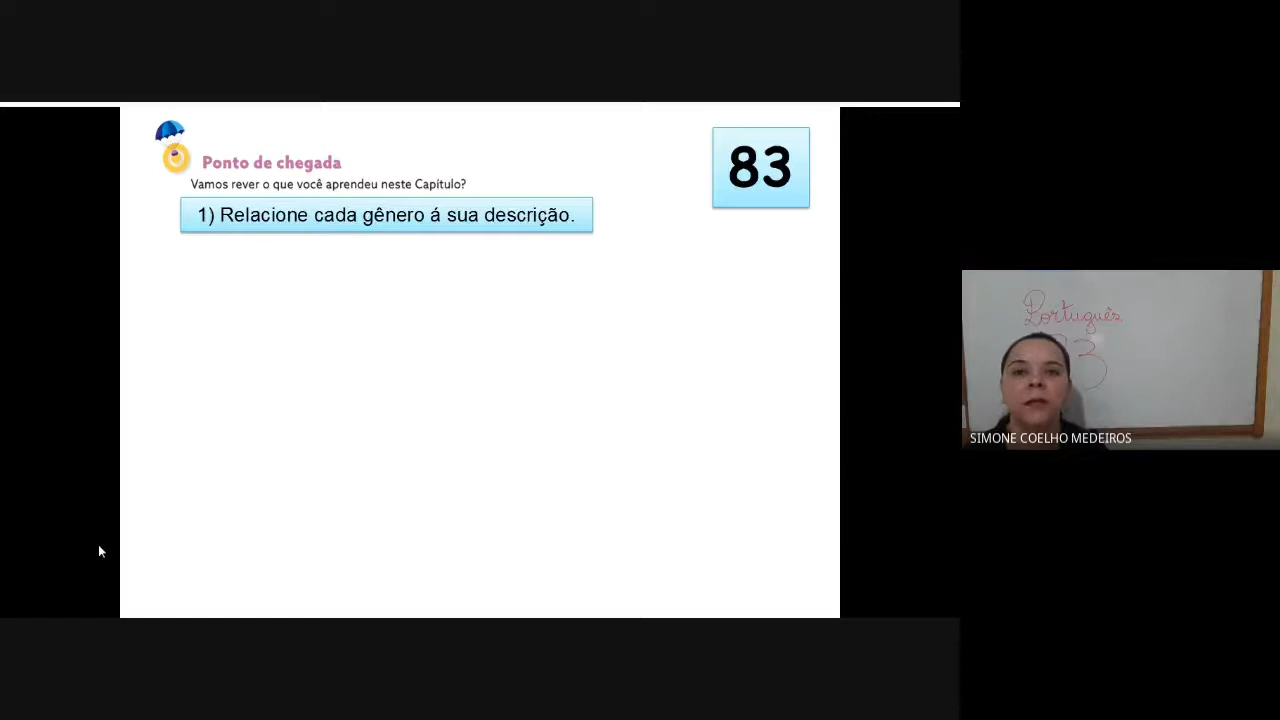 Ponto de chegada
Vamos rever o que você aprendeu neste Capítulo?
83
1) Relacione cada gênero á sua descrição.
Português
3
SIMONE COELHO MEDEIROS